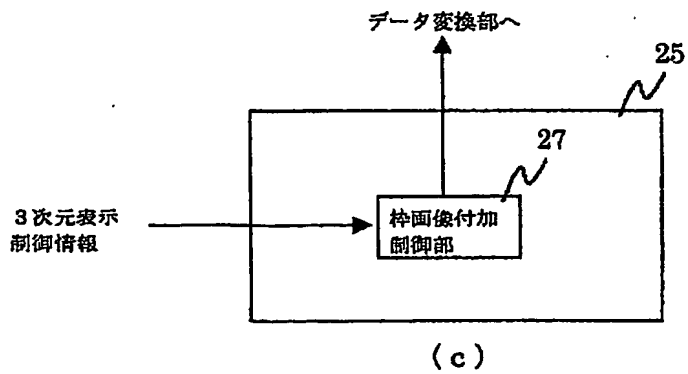 データ変換部へ
25
27
3次元表示
制御情報
枠画像付加
制御部
(c)